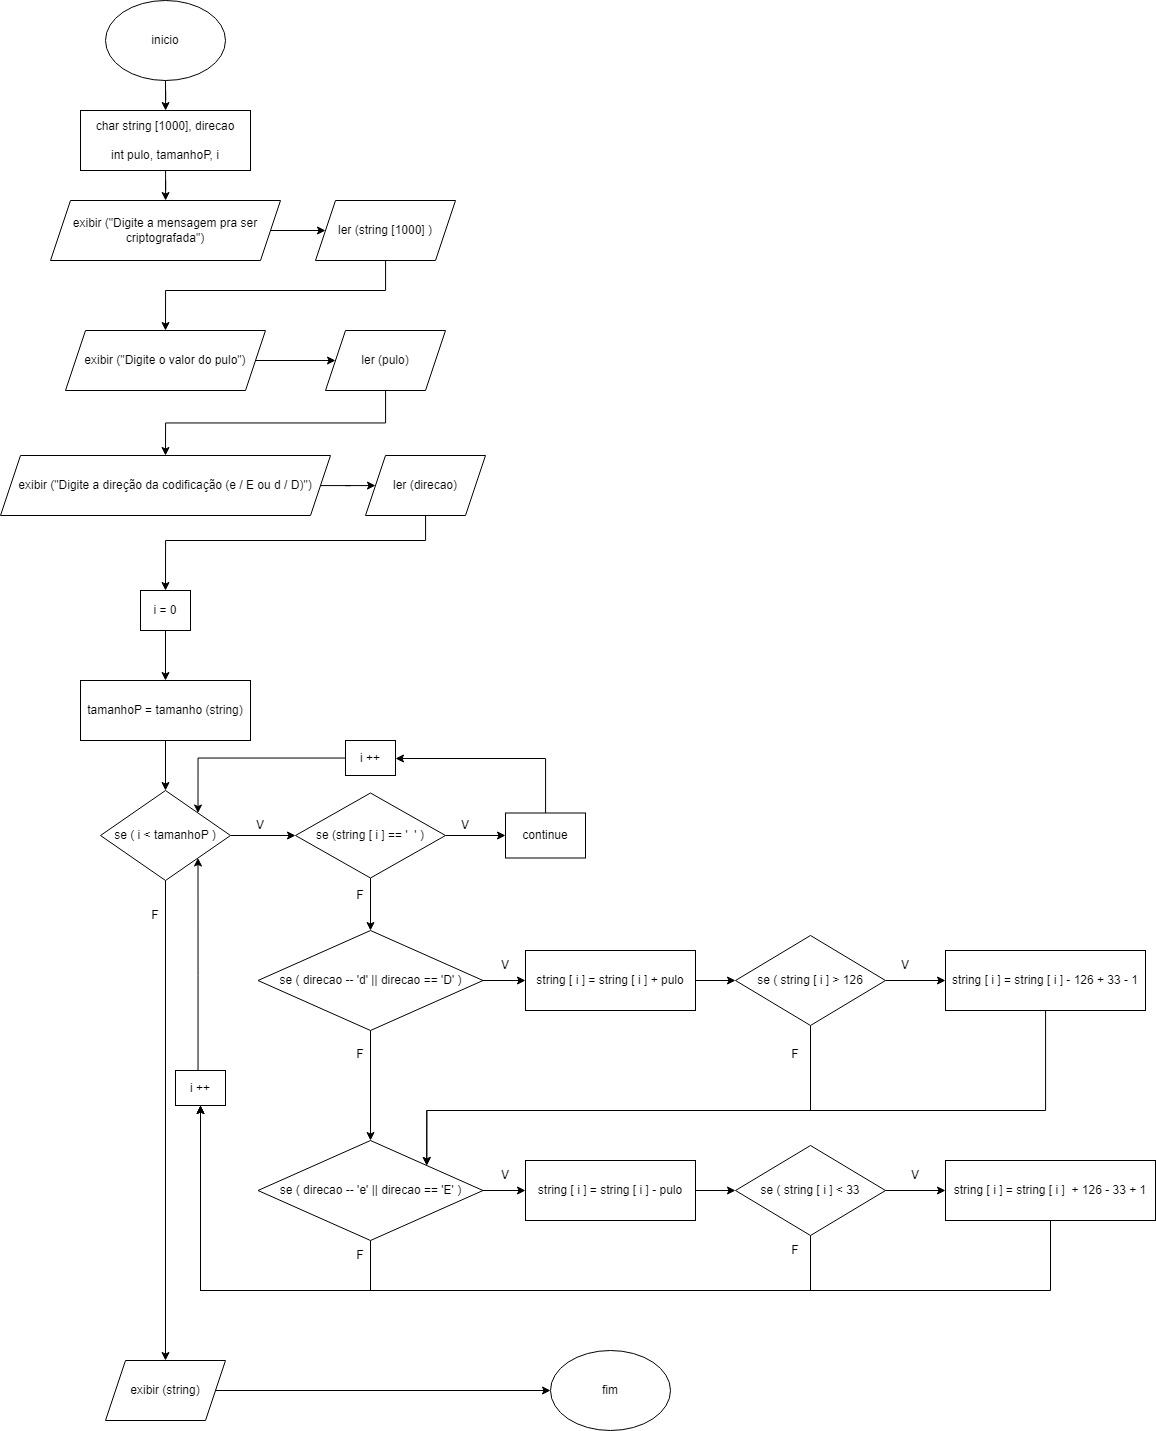 inicio
char string [1000], direcao
int pulo, tamanhoP, i
exibir ("Digite a mensagem pra ser
criptografada")
ler (string [1000] )
exibir ("Digite o valor do pulo")
ler (pulo)
exibir ("Digite a direção da codificação (e / E ou d / D)")
ler (direcao)
i = 0
tamanhoP = tamanho (string)
i ++
se ( i < tamanhoP )
V
se (string [ i ] == '  ' )
V
continue
F
F
se ( direcao -- 'd' || direcao == 'D' )
V
string [ i ] = string [ i ] + pulo
se ( string [ i ] > 126
V
string [ i ] = string [ i ] - 126 + 33 - 1
F
F
i ++
se ( direcao -- 'e' || direcao == 'E' )
V
string [ i ] = string [ i ] - pulo
se ( string [ i ] < 33
V
string [ i ] = string [ i ]  + 126 - 33 + 1
F
F
exibir (string)
fim